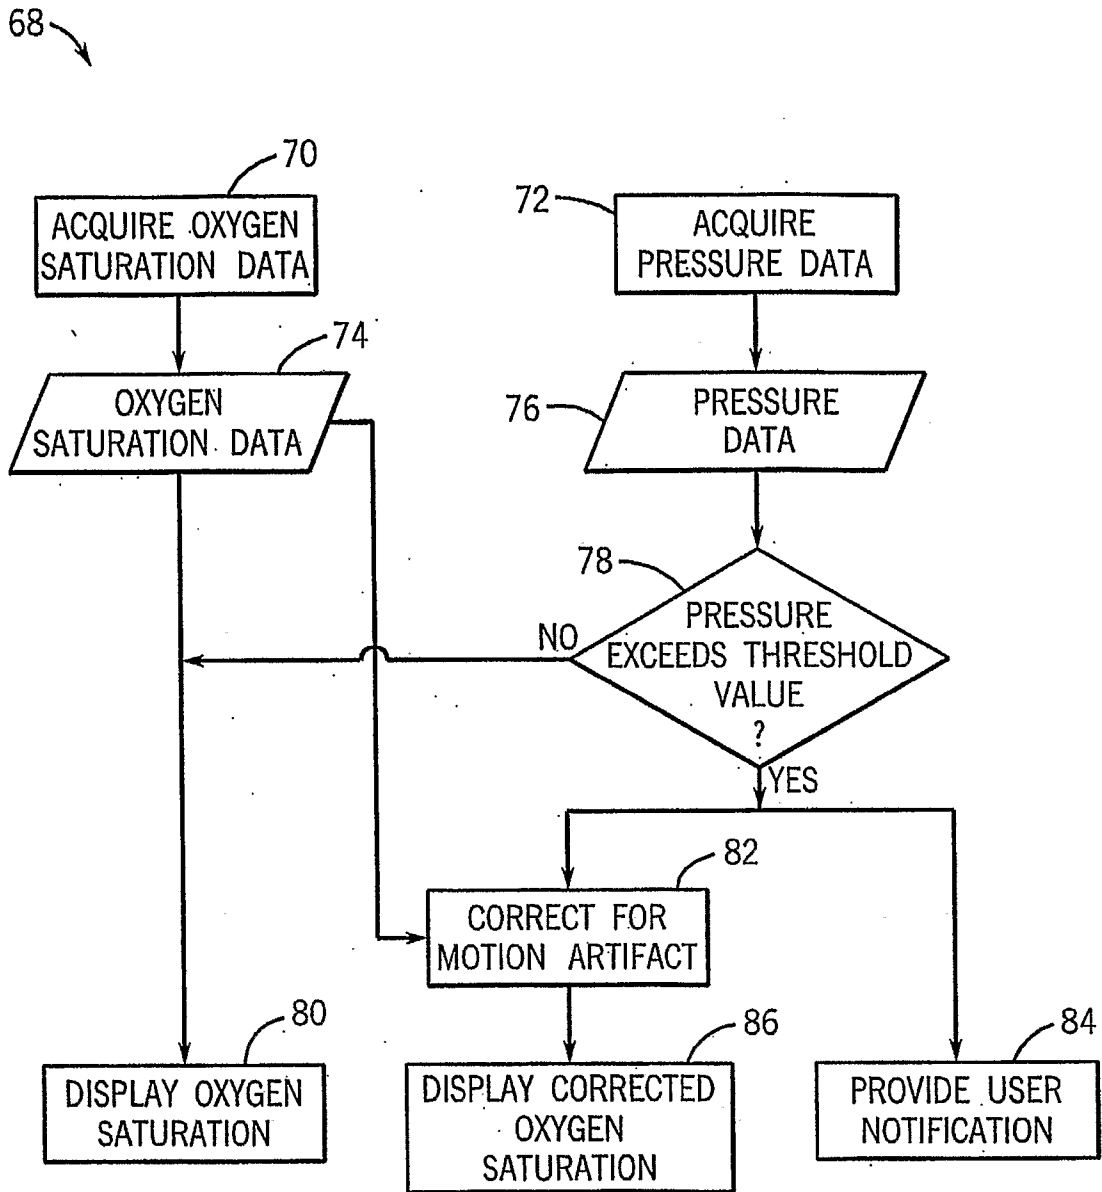 68
70
ACQUIRE OXYGEN
SATURATION DATA
72
ACQUIRE
PRESSURE DATA
74
OXYGEN
SATURATION DATA
76
PRESSURE
DATA
78
PRESSURE
EXCEEDS THRESHOLD
VALUE
?
NO
YES
82
CORRECT FOR
MOTION ARTIFACT
80
DISPLAY OXYGEN
SATURATION
86
DISPLAY CORRECTED
OXYGEN
SATURATION
84
PROVIDE USER
NOTIFICATION